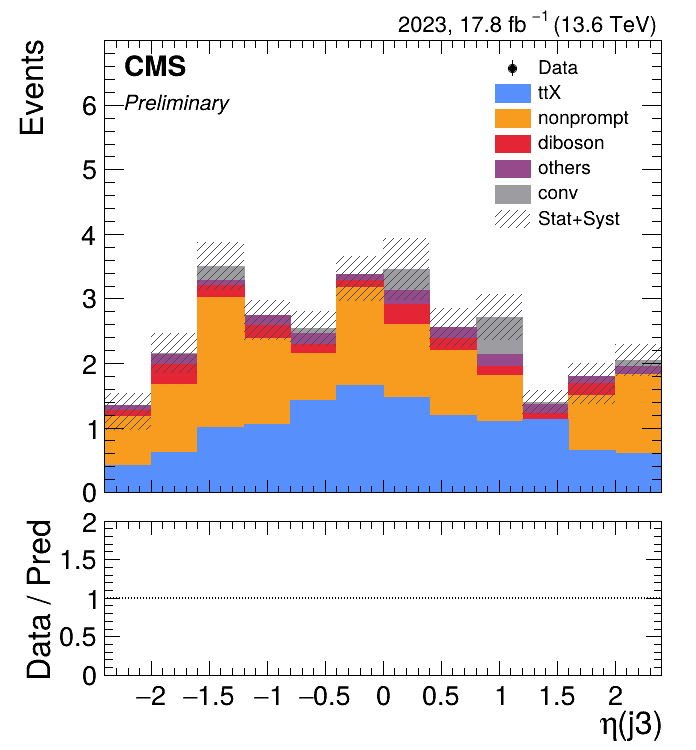 2023, 17.8 fb⁻¹ (13.6 TeV)
CMS
Preliminary
Events
Data
ttX
nonprompt
diboson
others
conv
Stat+Syst
6
5
4
3
2
1
0
Data / Pred
2
1.5
1
0.5
0
−2 −1.5 −1 −0.5 0 0.5 1 1.5 2
η(j3)